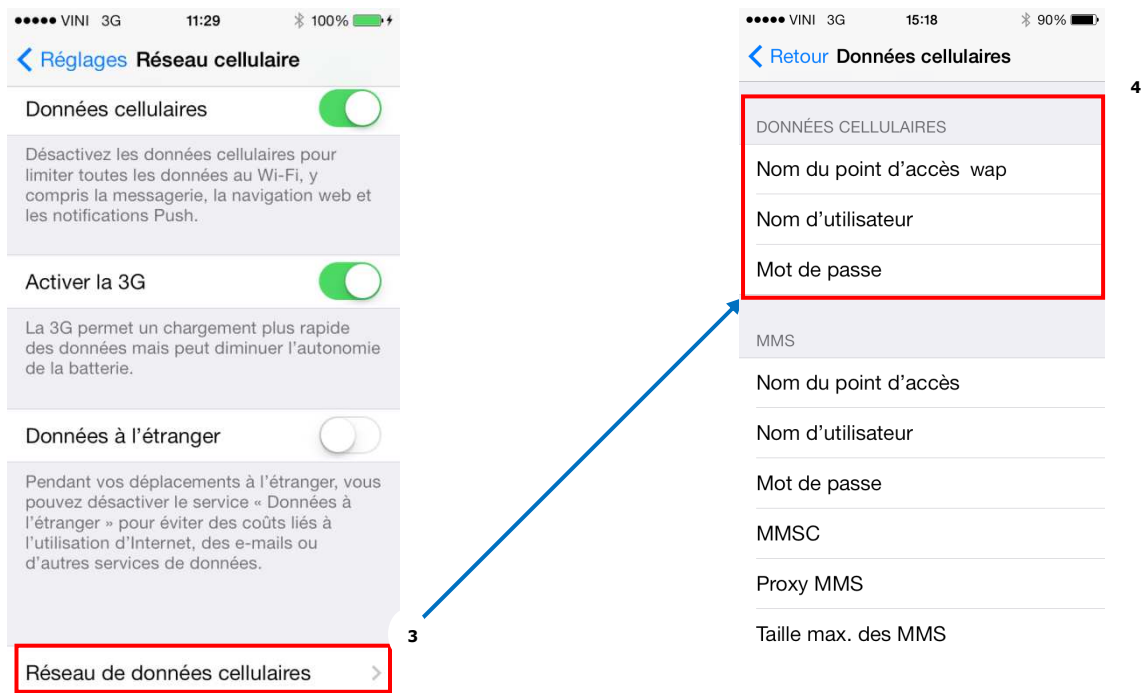 VINI 3G 11:29 100%
Réglages Réseau cellulaire
Données cellulaires
Désactivez les données cellulaires pour
limiter toutes les données au Wi-Fi, y
compris la messagerie, la navigation web et
les notifications Push.
Activer la 3G
La 3G permet un chargement plus rapide
des données mais peut diminuer l'autonomie
de la batterie.
Données à l'étranger
Pendant vos déplacements à l'étranger, vous
pouvez désactiver le service « Données à
l'étranger » pour éviter des coûts liés à
l'utilisation d'Internet, des e-mails ou
d'autres services de données.
3
Réseau de données cellulaires
VINI 3G 15:18 90%
Retour Données cellulaires
4
DONNÉES CELLULAIRES
Nom du point d'accès wap
Nom d'utilisateur
Mot de passe
MMS
Nom du point d'accès
Nom d'utilisateur
Mot de passe
MMSC
Proxy MMS
Taille max. des MMS